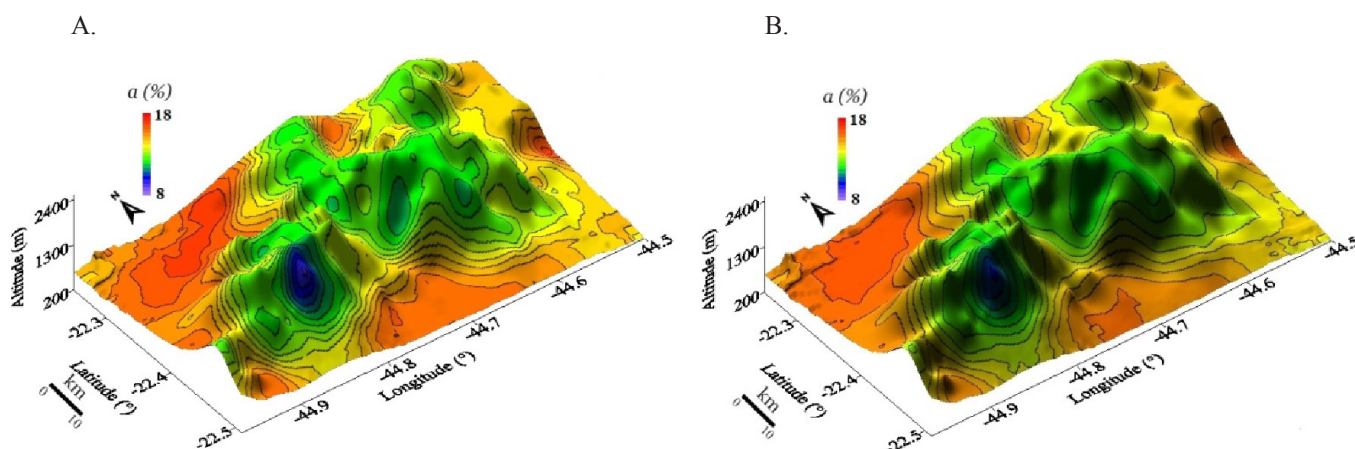 A.
a (%)
18
8
N
Altitude (m)
2400
1300
200
-22.3
-22.4
-22.5
Latitude (°)
km
0
10
-44.9
-44.8
-44.7
-44.6
-44.5
Longitude (°)
B.
a (%)
18
8
N
Altitude (m)
2400
1300
200
-22.3
-22.4
-22.5
Latitude (°)
km
0
10
-44.9
-44.8
-44.7
-44.6
-44.5
Longitude (°)